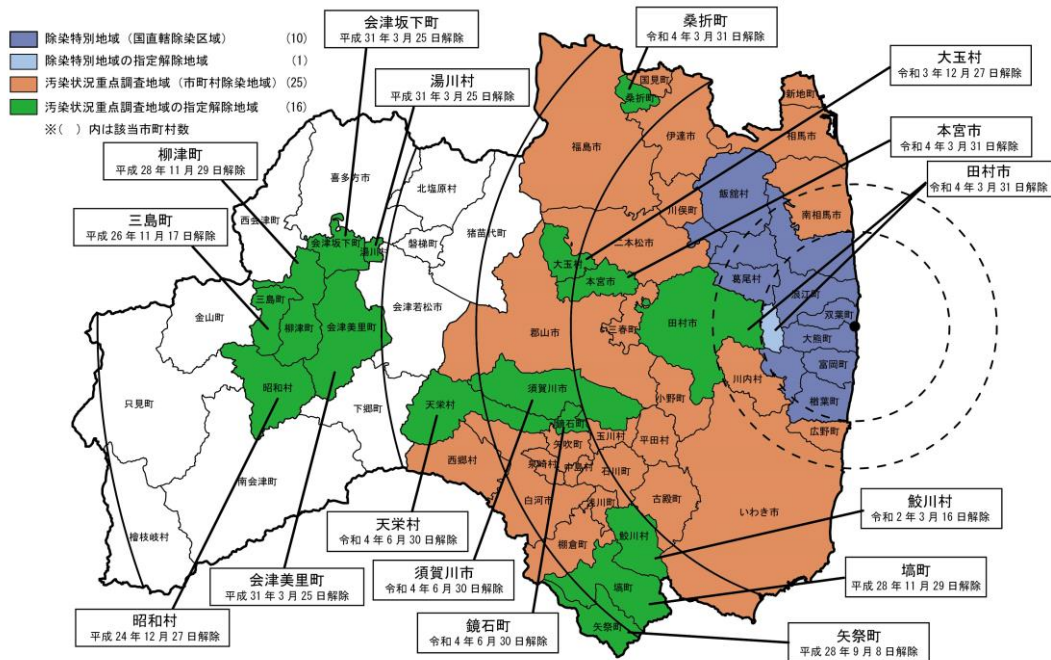 除染特別地域(国直轄除染区域) (10)
除染特別地域の指定解除地域 (1)
汚染状況重点調査地域(市町村除染地域)(25)
汚染状況重点調査地域の指定解除地域 (16)
※( )内は該当市町村数
会津坂下町
平成31年3月25日解除
湯川村
平成31年3月25日解除
柳津町
平成28年11月29日解除
三島町
平成26年11月17日解除
桑折町
令和4年3月31日解除
大玉村
令和3年12月27日解除
本宮市
令和4年3月31日解除
田村市
令和4年3月31日解除
国見町
桑折町
新地町
伊達市
相馬市
福島市
喜多方市
北塩原村
飯舘村
西会津町
猪苗代町
川俣町
南相馬市
会津坂下町
湯川村
磐梯町
二本松市
大玉村
本宮市
葛尾村
浪江町
三島町
会津若松市
金山町
柳津町
会津美里町
郡山市
三春町
田村市
双葉町
大熊町
富岡町
昭和村
須賀川市
川内村
楢葉町
只見町
下郷町
天栄村
小野町
鏡石町
広野町
玉川村
平田村
矢吹町
西郷村
泉崎村
中島村
石川町
南会津町
白河市
浅川町
古殿町
いわき市
檜枝岐村
棚倉町
鮫川村
塙町
矢祭町
天栄村
令和4年6月30日解除
鮫川村
令和2年3月16日解除
会津美里町
平成31年3月25日解除
須賀川市
令和4年6月30日解除
塙町
平成28年11月29日解除
昭和村
平成24年12月27日解除
鏡石町
令和4年6月30日解除
矢祭町
平成28年9月8日解除